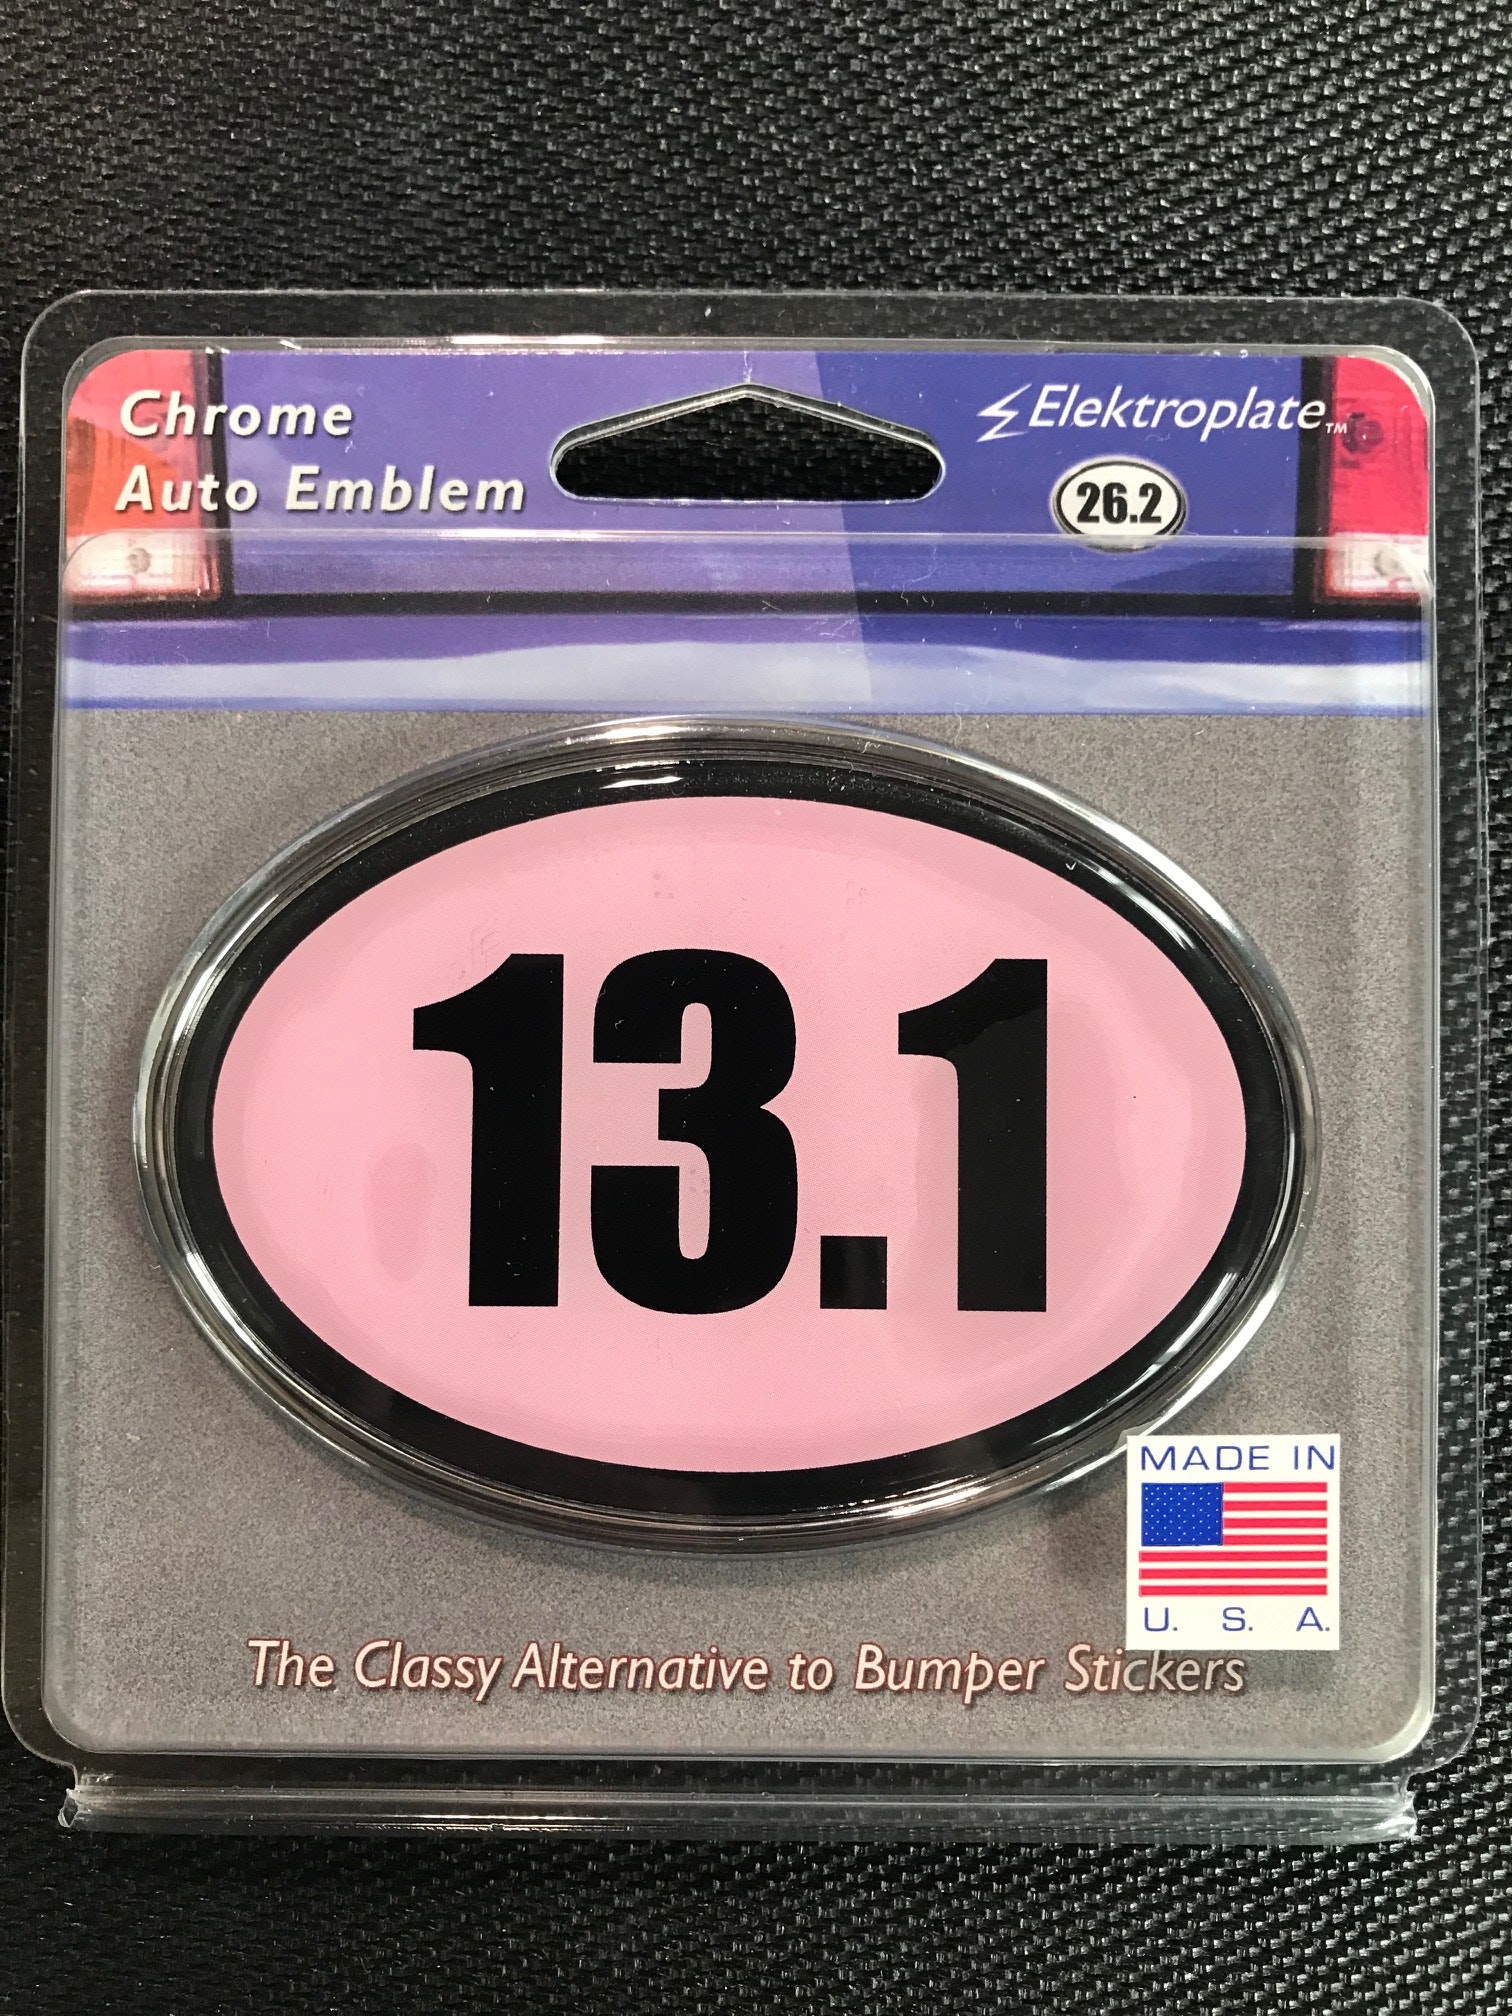 Chrome
Auto Emblem
Elektroplate™
26.2
13.1
MADE IN
U. S. A.
The Classy Alternative to Bumper Stickers